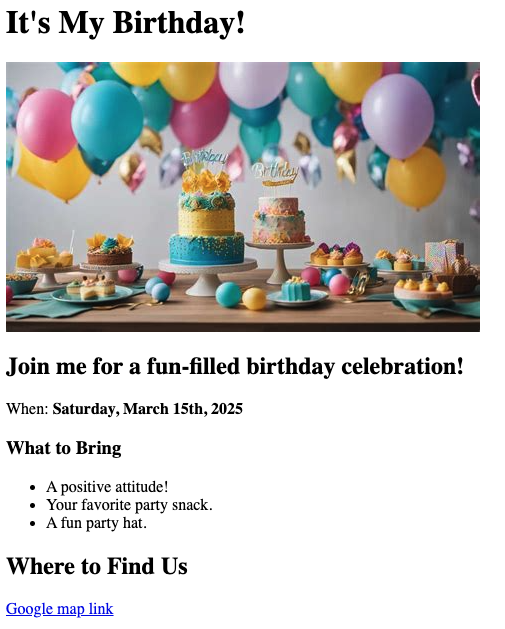 It's My Birthday!
Birthday
Join me for a fun-filled birthday celebration!
When: Saturday, March 15th, 2025
What to Bring
• A positive attitude!
• Your favorite party snack.
• A fun party hat.
Where to Find Us
Google map link